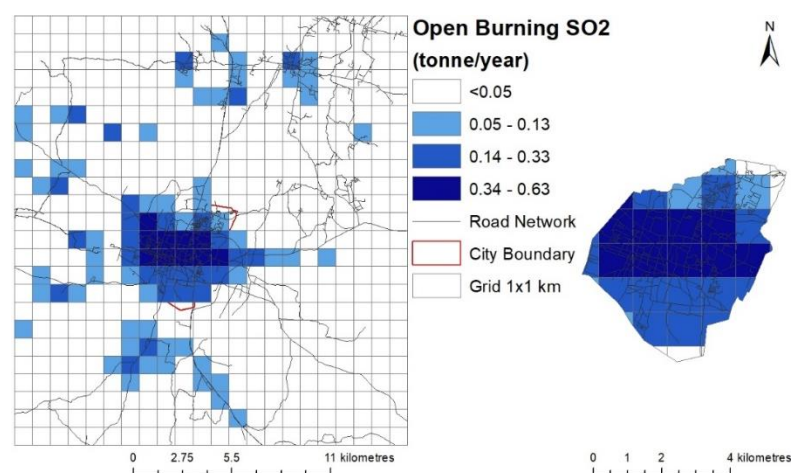 Open Burning SO2
(tonne/year)
<0.05
0.05 - 0.13
0.14 - 0.33
0.34 - 0.63
Road Network
City Boundary
Grid 1x1 km
N
0 2.75 5.5 11 kilometres
0 1 2 4 kilometres